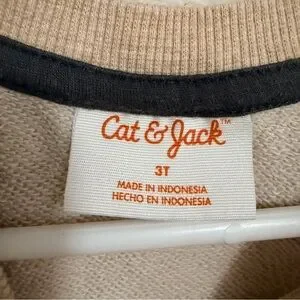 Cat & Jack™
3T
MADE IN INDONESIA
HECHO EN INDONESIA